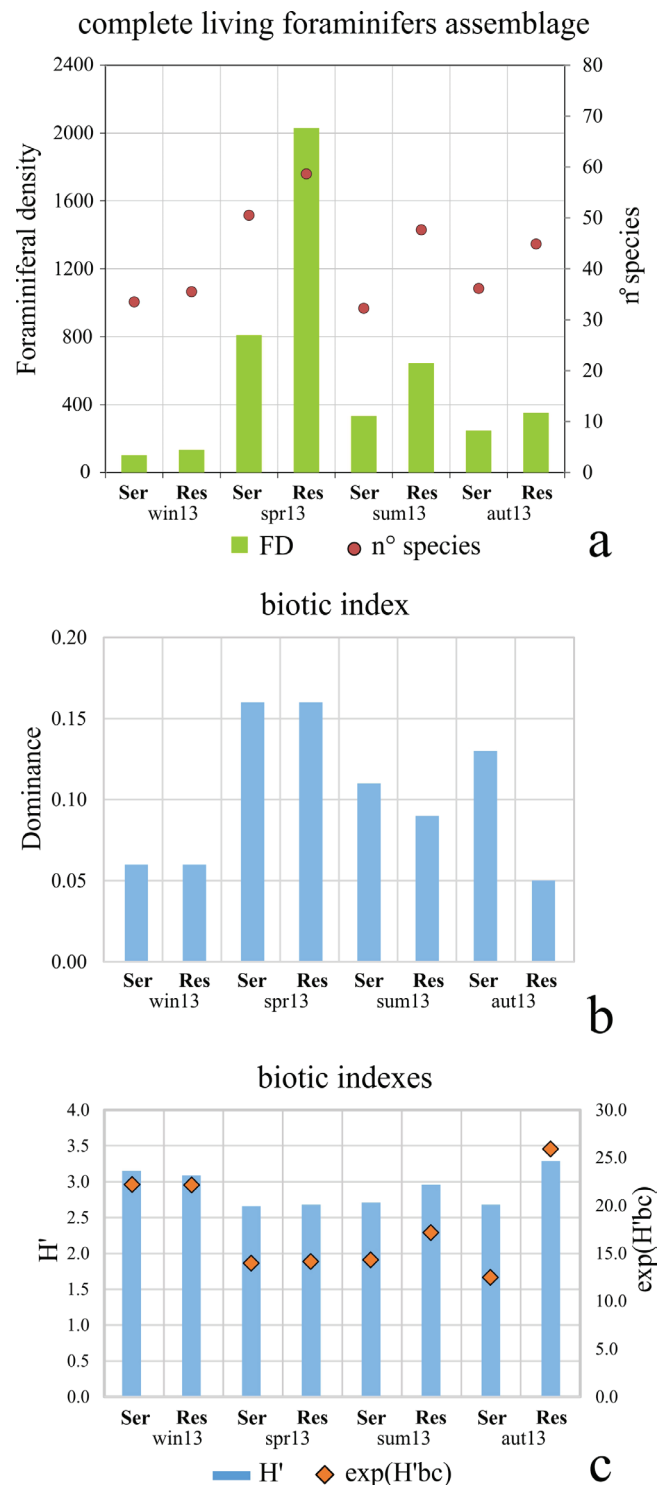 complete living foraminifers assemblage
2400
2000
1600
1200
800
400
0
Foraminiferal density
80
70
60
50
40
30
20
10
0
n° species
Ser Res Ser Res Ser Res Ser Res
win13 spr13 sum13 aut13
FD n° species
a
biotic index
0.20
0.15
0.10
0.05
0.00
Dominance
Ser Res Ser Res Ser Res Ser Res
win13 spr13 sum13 aut13
b
biotic indexes
4.0
3.5
3.0
2.5
2.0
1.5
1.0
0.5
0.0
H'
30.0
25.0
20.0
15.0
10.0
5.0
0.0
exp(H'bc)
Ser Res Ser Res Ser Res Ser Res
win13 spr13 sum13 aut13
H' exp(H'bc)
c